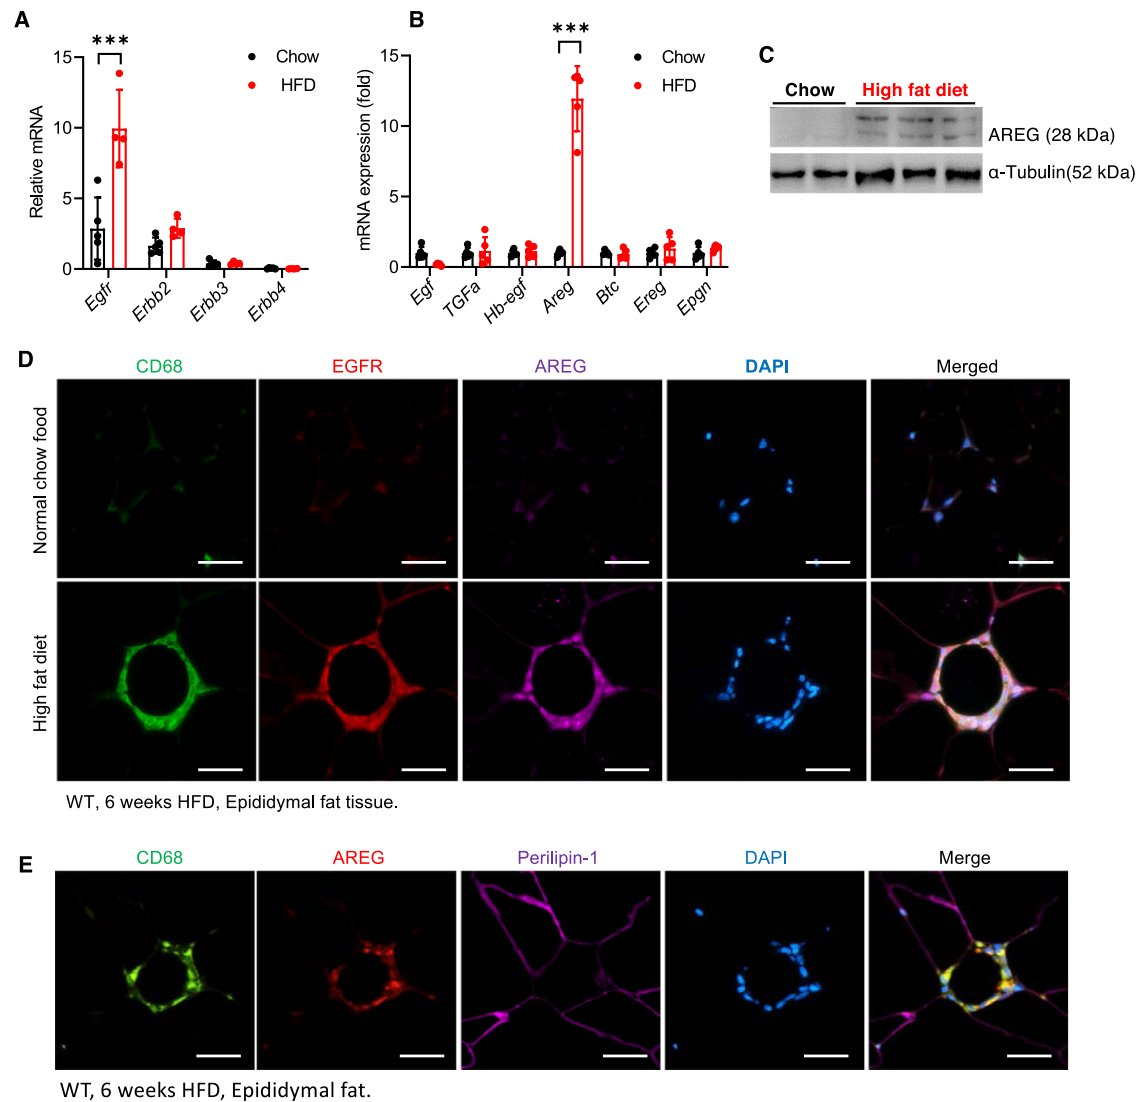 A
15
10
5
0
Relative mRNA
***
Chow
HFD
Egfr
Erbb2
Erbb3
Erbb4
B
15
10
5
0
mRNA expression (fold)
***
Chow
HFD
Egf
TGFa
Hb-egf
Areg
Btc
Ereg
Epgn
C
Chow High fat diet
AREG (28 kDa)
α-Tubulin(52 kDa)
D
CD68 EGFR AREG DAPI Merged
Normal chow food
High fat diet
WT, 6 weeks HFD, Epididymal fat tissue.
E
CD68 AREG Perilipin-1 DAPI Merge
WT, 6 weeks HFD, Epididymal fat.